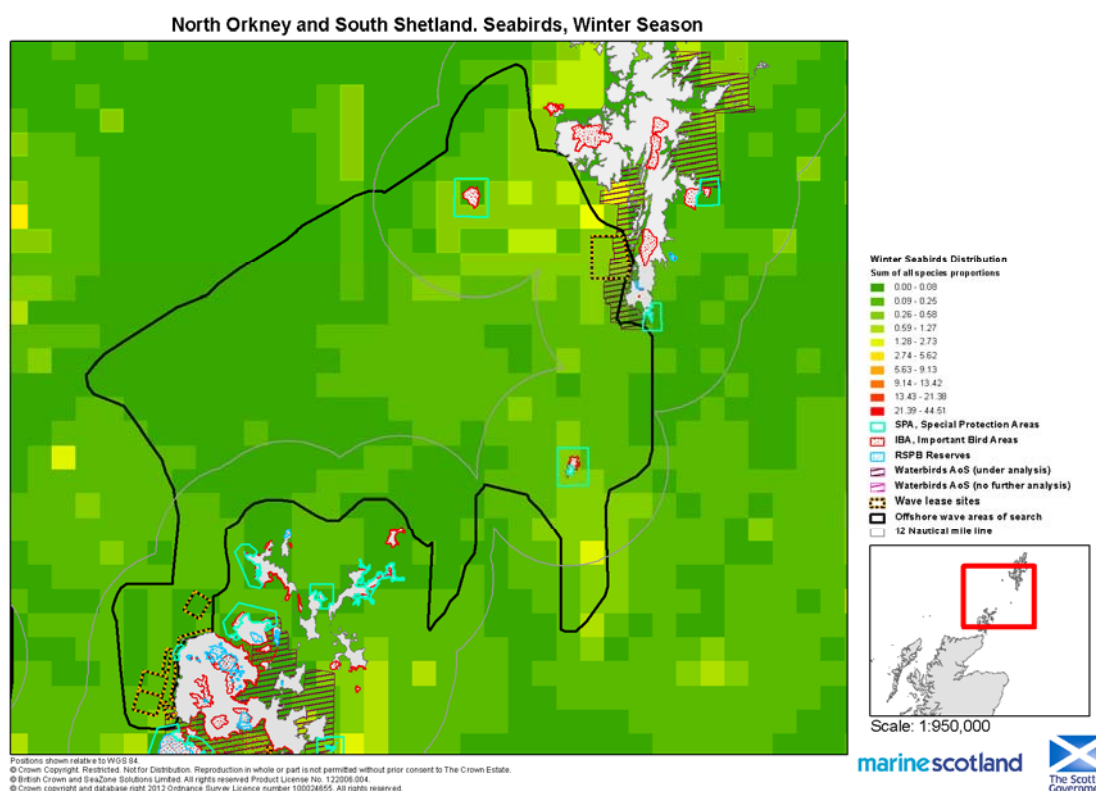 North Orkney and South Shetland. Seabirds, Winter Season
Winter Seabirds Distribution
Sum of all species proportions
0.00 - 0.08
0.09 - 0.25
0.26 - 0.58
0.59 - 1.27
1.28 - 2.73
2.74 - 5.62
5.63 - 9.13
9.14 - 13.42
13.43 - 21.38
21.39 - 44.51
SPA, Special Protection Areas
IBA, Important Bird Areas
RSPB Reserves
Waterbirds AoS (under analysis)
Waterbirds AoS (no further analysis)
Wave lease sites
Offshore wave areas of search
12 Nautical mile line
Scale: 1:950,000
marinescotland
The Scott
Governme
Positions shown relative to WGS 84.
© Crown Copyright. Restricted. Not for Distribution. Reproduction in whole or part is not permitted without prior consent to The Crown Estate.
© British Crown and SeaZone Solutions Limited. All rights reserved Product License No. 122006.004.
© Crown copyright and database right 2012 Ordnance Survey Licence number 100024655. All rights reserved.